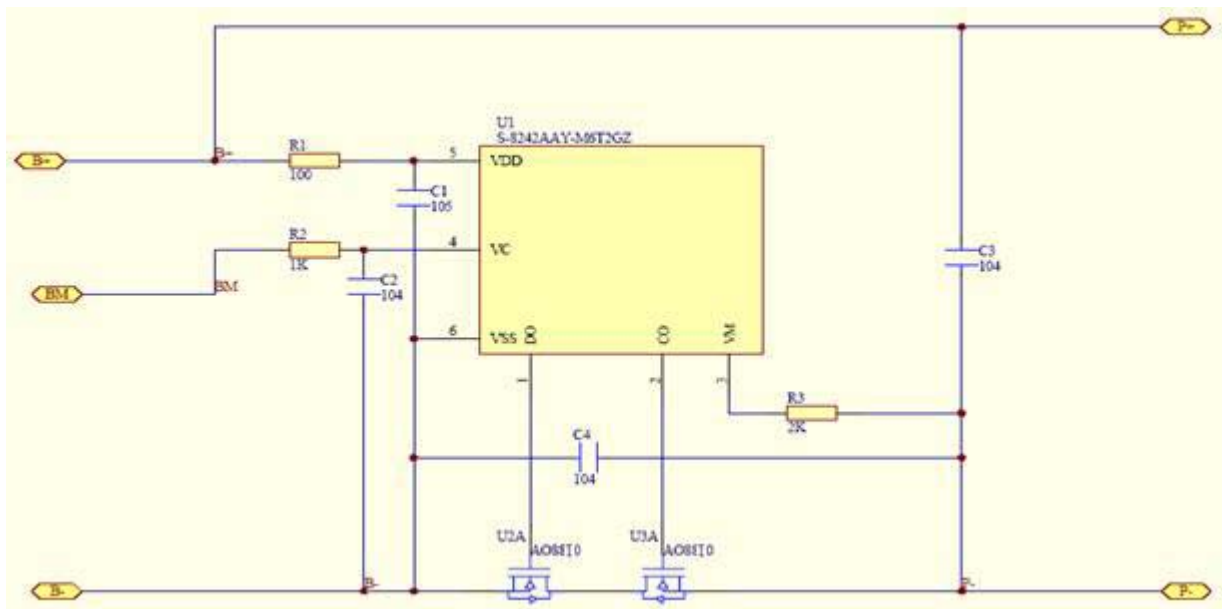 P+
U1
S-8242AAY-M6T2GZ
B+
B+
R1
100
5
VDD
C1
105
R2
1K
4
VC
C2
104
BM
BM
C3
104
6
VSS
DO
CO
VM
1
2
3
R3
2K
C4
104
U2A
AO8810
U3A
AO8810
B-
B-
P-
P-